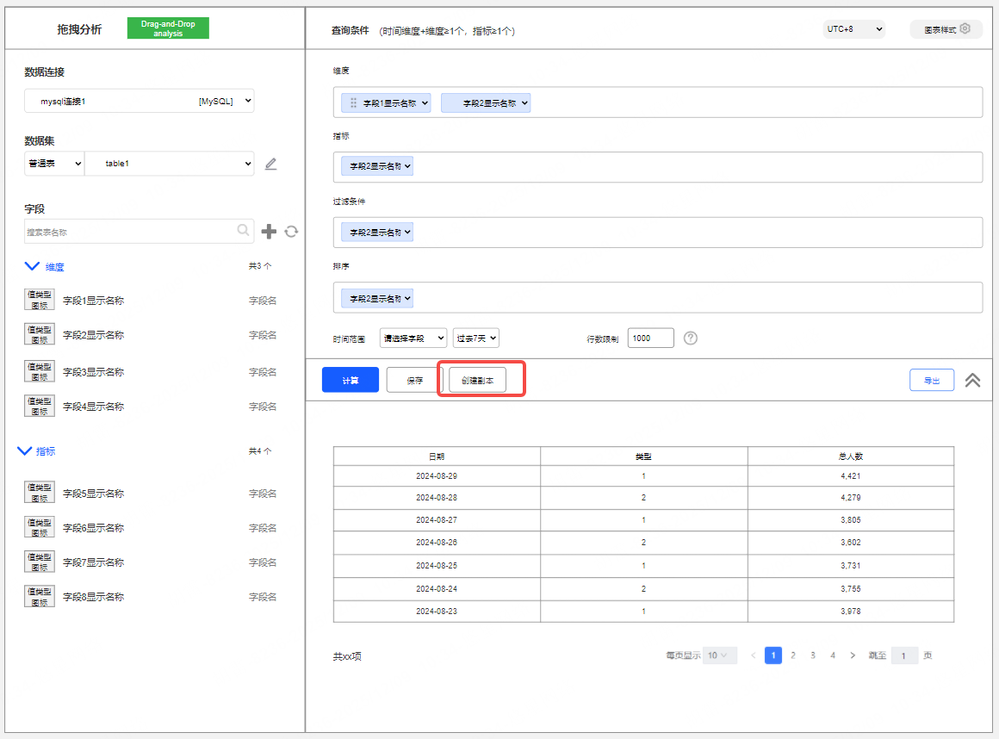 拖拽分析
Drag-and-Drop
analysis
数据连接
mysql连接1 [MySQL]
数据集
普通表 table1
字段
搜索表名称
维度 共3 个
值类型
图标
字段1显示名称 字段名
值类型
图标
字段2显示名称 字段名
值类型
图标
字段3显示名称 字段名
值类型
图标
字段4显示名称 字段名
指标 共4 个
值类型
图标
字段5显示名称 字段名
值类型
图标
字段6显示名称 字段名
值类型
图标
字段7显示名称 字段名
值类型
图标
字段8显示名称 字段名
查询条件 (时间维度+维度≥1个，指标≥1个) UTC+8 图表样式
维度
字段1显示名称 字段2显示名称
指标
字段2显示名称
过滤条件
字段2显示名称
排序
字段2显示名称
时间范围 请选择字段 过去7天 行数限制 1000 ?
计算 保存 创建副本 导出
日期 类型 总人数
2024-08-29 1 4,421
2024-08-28 2 4,279
2024-08-27 1 3,805
2024-08-26 2 3,602
2024-08-25 1 3,731
2024-08-24 2 3,755
2024-08-23 1 3,978
共xx项 每页显示 10 < 1 2 3 4 > 跳至 1 页